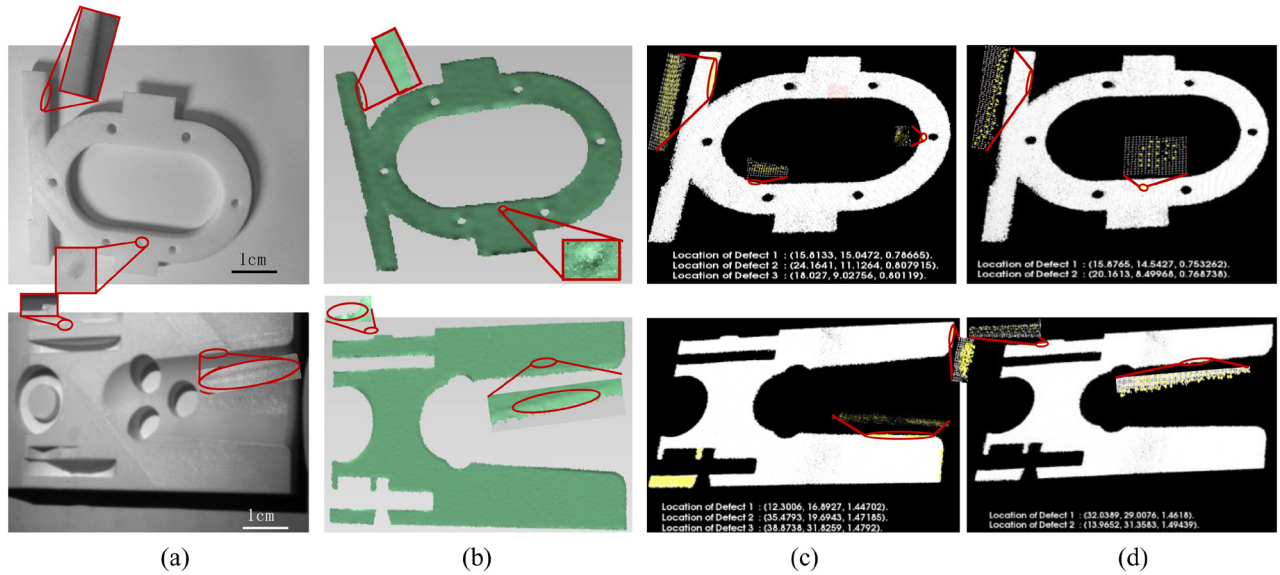 1cm
Location of Defect 1 : (15.8133, 15.0472, 0.78665).
Location of Defect 2 : (24.1641, 11.1264, 0.807915).
Location of Defect 3 : (18.027, 9.02756, 0.80119).
Location of Defect 1 : (15.8765, 14.5427, 0.753262).
Location of Defect 2 : (20.1613, 8.49968, 0.768738).
1cm
Location of Defect 1 : (12.3006, 16.8927, 1.44702).
Location of Defect 2 : (35.4793, 19.6943, 1.47185).
Location of Defect 3 : (38.8738, 31.8259, 1.4792).
Location of Defect 1 : (32.0389, 29.0076, 1.4618).
Location of Defect 2 : (13.9652, 31.3583, 1.49439).
(a)
(b)
(c)
(d)